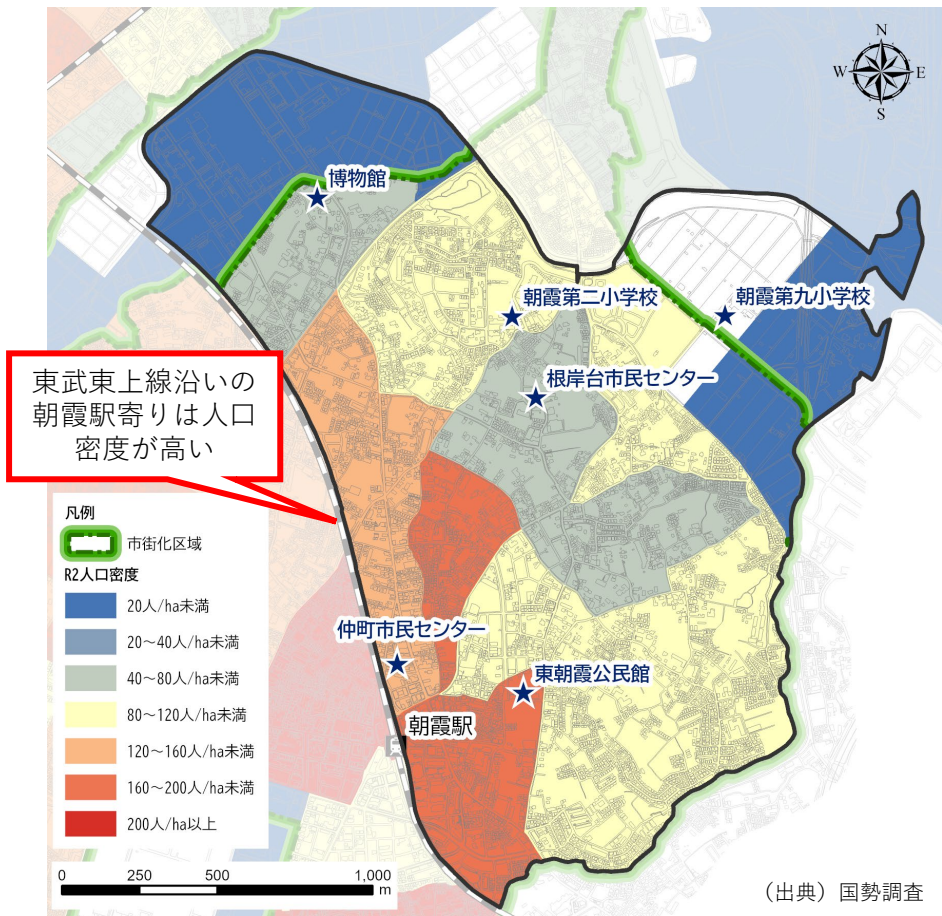 N
W
E
S
博物館
朝霞第二小学校
朝霞第九小学校
根岸台市民センター
東武東上線沿いの
朝霞駅寄りは人口
密度が高い
仲町市民センター
東朝霞公民館
朝霞駅
凡例
市街化区域
R2人口密度
20人/ha未満
20～40人/ha未満
40～80人/ha未満
80～120人/ha未満
120～160人/ha未満
160～200人/ha未満
200人/ha以上
0 250 500 1,000
m
（出典）国勢調査